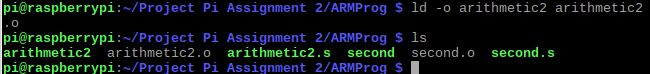 pi@raspberrypi:~/Project Pi Assignment 2/ARMProg $ ld -o arithmetic2 arithmetic2
.o
pi@raspberrypi:~/Project Pi Assignment 2/ARMProg $ ls
arithmetic2  arithmetic2.o  arithmetic2.s  second  second.o  second.s
pi@raspberrypi:~/Project Pi Assignment 2/ARMProg $